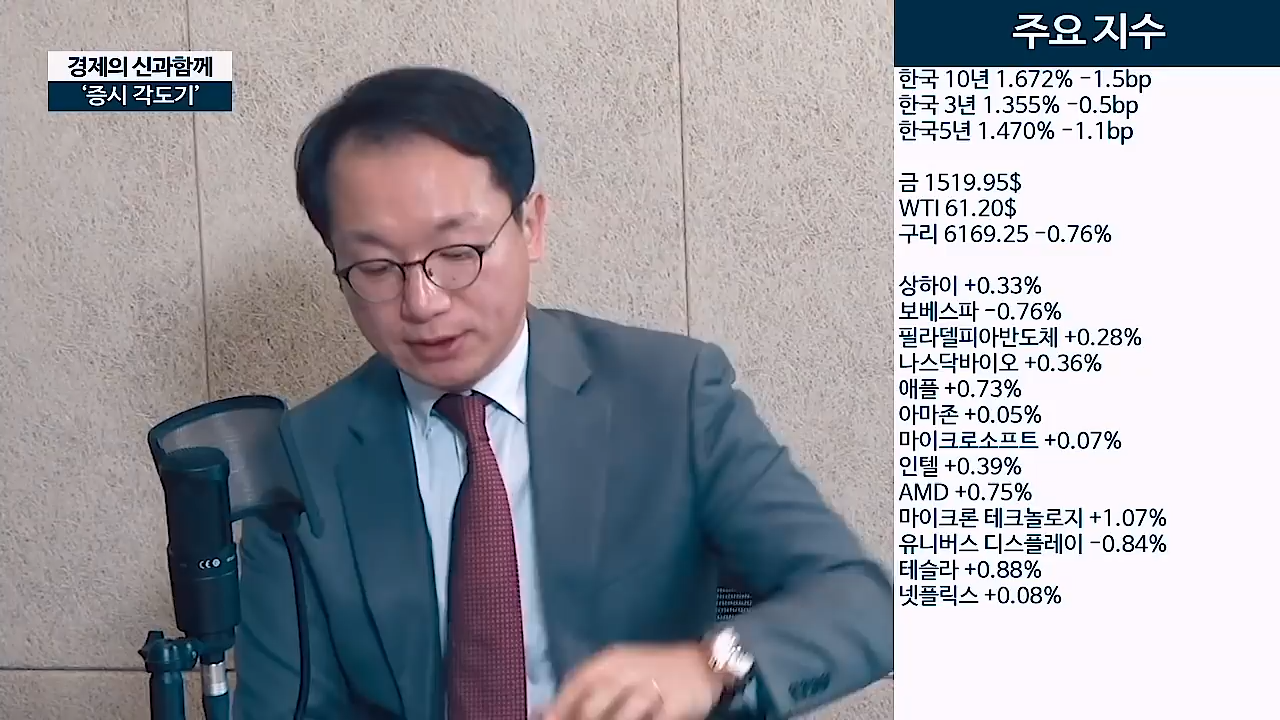 경제의 신과함께
‘증시 각도기’
CE
주요 지수
한국 10년 1.672% -1.5bp
한국 3년 1.355% -0.5bp
한국5년 1.470% -1.1bp
금 1519.95$
WTI 61.20$
구리 6169.25 -0.76%
상하이 +0.33%
보베스파 -0.76%
필라델피아반도체 +0.28%
나스닥바이오 +0.36%
애플 +0.73%
아마존 +0.05%
마이크로소프트 +0.07%
인텔 +0.39%
AMD +0.75%
마이크론 테크놀로지 +1.07%
유니버스 디스플레이 -0.84%
테슬라 +0.88%
넷플릭스 +0.08%